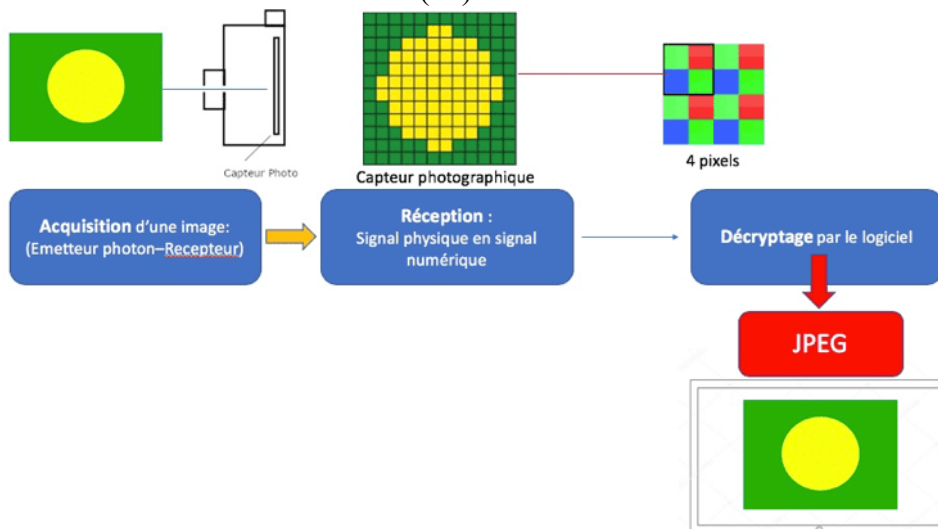 Capteur Photo
Capteur photographique
4 pixels
Acquisition d'une image:
(Emetteur photon–Recepteur)
Réception :
Signal physique en signal
numérique
Décryptage par le logiciel
JPEG